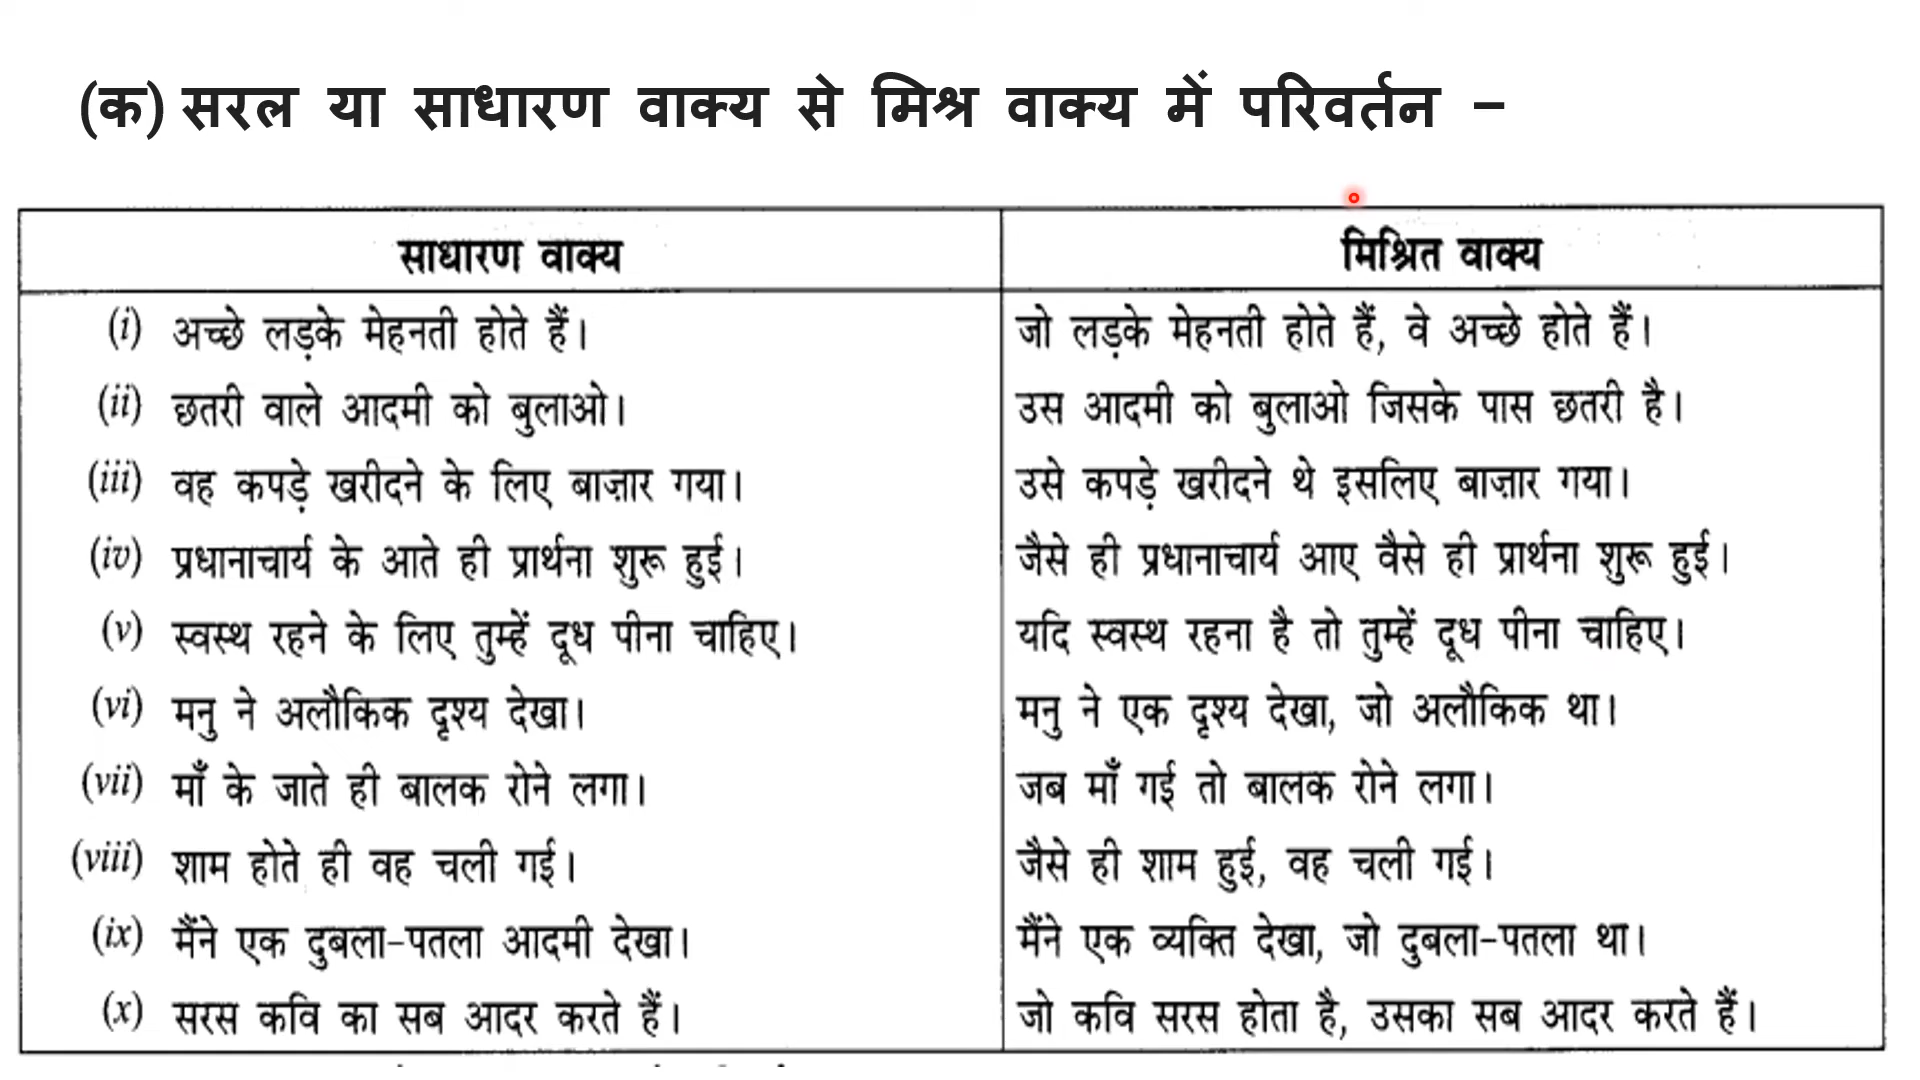 (क) सरल या साधारण वाक्य से मिश्र वाक्य में परिवर्तन –
साधारण वाक्य मिश्रित वाक्य
(i) अच्छे लड़के मेहनती होते हैं। जो लड़के मेहनती होते हैं, वे अच्छे होते हैं।
(ii) छतरी वाले आदमी को बुलाओ। उस आदमी को बुलाओ जिसके पास छतरी है।
(iii) वह कपड़े खरीदने के लिए बाज़ार गया। उसे कपड़े खरीदने थे इसलिए बाज़ार गया।
(iv) प्रधानाचार्य के आते ही प्रार्थना शुरू हुई। जैसे ही प्रधानाचार्य आए वैसे ही प्रार्थना शुरू हुई।
(v) स्वस्थ रहने के लिए तुम्हें दूध पीना चाहिए। यदि स्वस्थ रहना है तो तुम्हें दूध पीना चाहिए।
(vi) मनु ने अलौकिक दृश्य देखा। मनु ने एक दृश्य देखा, जो अलौकिक था।
(vii) माँ के जाते ही बालक रोने लगा। जब माँ गई तो बालक रोने लगा।
(viii) शाम होते ही वह चली गई। जैसे ही शाम हुई, वह चली गई।
(ix) मैंने एक दुबला-पतला आदमी देखा। मैंने एक व्यक्ति देखा, जो दुबला-पतला था।
(x) सरस कवि का सब आदर करते हैं। जो कवि सरस होता है, उसका सब आदर करते हैं।